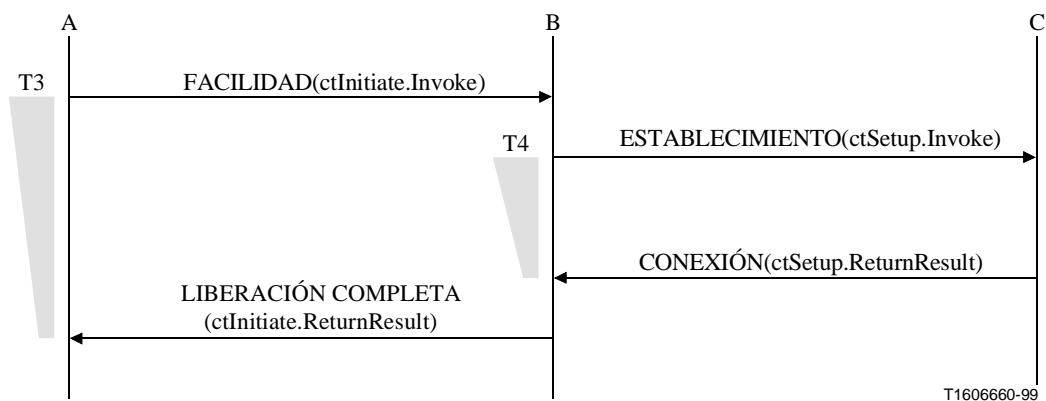 A
B
C
T3
FACILIDAD(ctInitiate.Invoke)
T4
ESTABLECIMIENTO(ctSetup.Invoke)
CONEXIÓN(ctSetup.ReturnResult)
LIBERACIÓN COMPLETA
(ctInitiate.ReturnResult)
T1606660-99